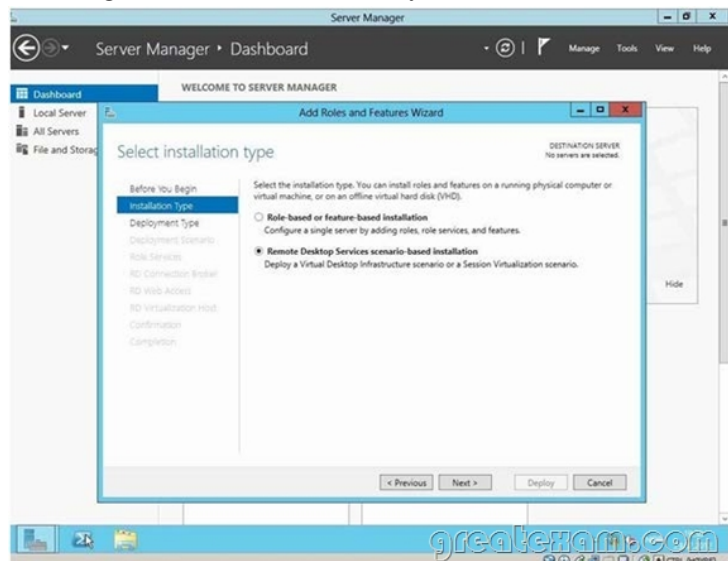 Server Manager
Server Manager • Dashboard
Manage Tools View Help
Dashboard
Local Server
All Servers
File and Storag
WELCOME TO SERVER MANAGER
Add Roles and Features Wizard
Select installation type
DESTINATION SERVER
No servers are selected.
Before You Begin
Installation Type
Deployment Type
Deployment Scenario
Role Services
RD Connection Broker
RD Web Access
RD Virtualization Host
Confirmation
Completion
Select the installation type. You can install roles and features on a running physical computer or
virtual machine, or on an offline virtual hard disk (VHD).
Role-based or feature-based installation
Configure a single server by adding roles, role services, and features.
Remote Desktop Services scenario-based installation
Deploy a Virtual Desktop Infrastructure scenario or a Session Virtualization scenario.
Hide
< Previous Next > Deploy Cancel
greatexam.com